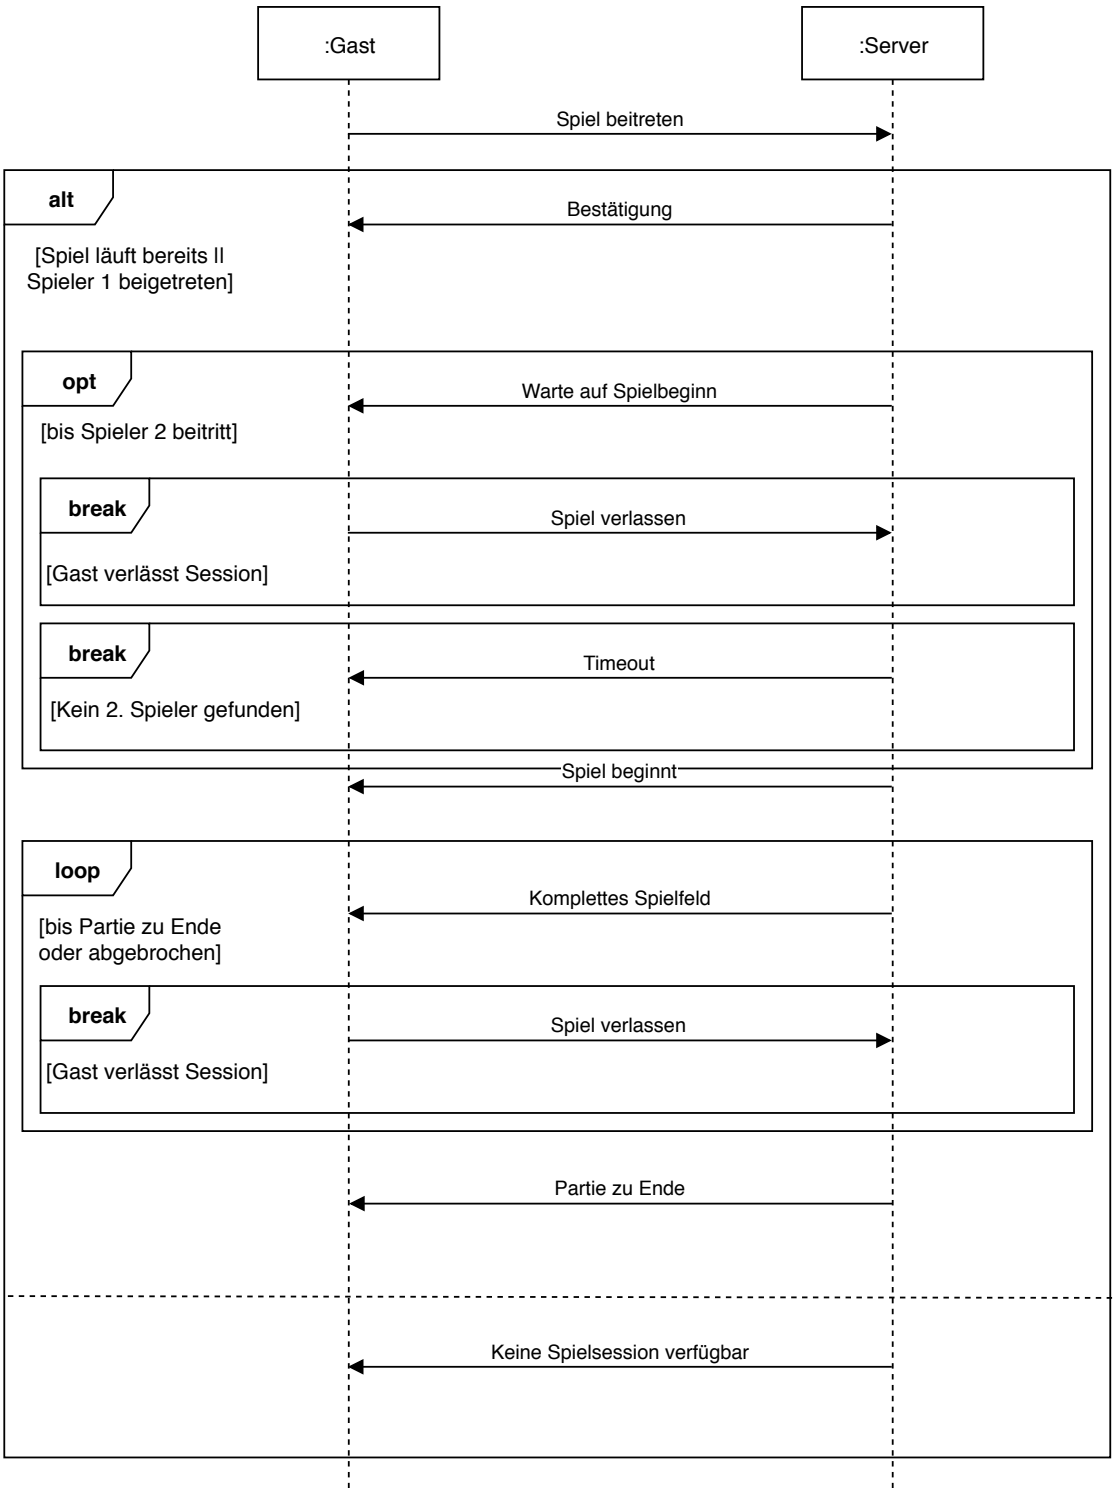 :Gast
:Server
Spiel beitreten
alt
Bestätigung
[Spiel läuft bereits ||
Spieler 1 beigetreten]
opt
Warte auf Spielbeginn
[bis Spieler 2 beitritt]
break
Spiel verlassen
[Gast verlässt Session]
break
Timeout
[Kein 2. Spieler gefunden]
Spiel beginnt
loop
Komplettes Spielfeld
[bis Partie zu Ende
oder abgebrochen]
break
Spiel verlassen
[Gast verlässt Session]
Partie zu Ende
Keine Spielsession verfügbar